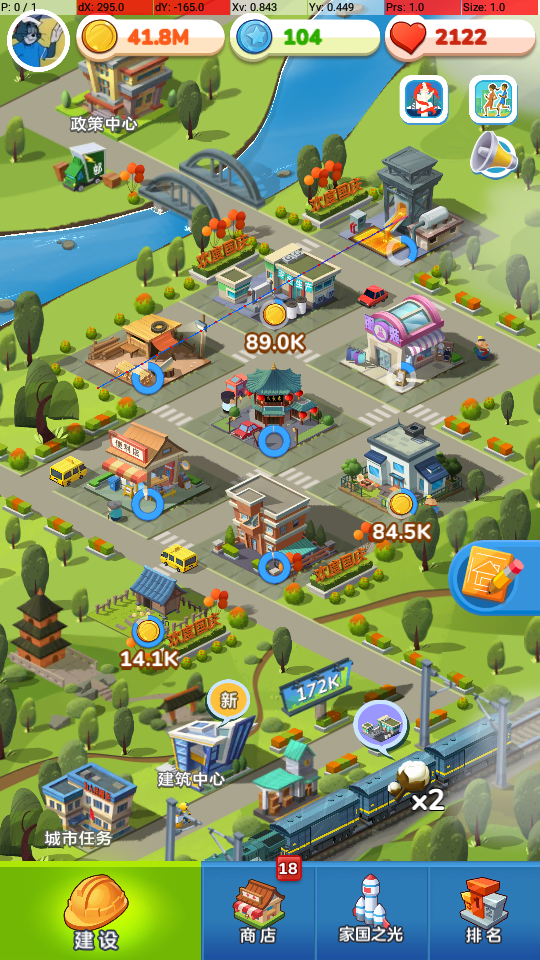 P: 0 / 1 dX: 295.0 dY: -165.0 Xv: 0.843 Yv: 0.449 Prs: 1.0 Size: 1.0
41.8M 104 2122
政策中心
邮
欢度国庆
欢度国庆
89.0K
便利店
84.5K
欢度国庆
欢度国庆
14.1K
172K
新
建筑中心
x2
城市任务
18
建设 商店 家国之光 排名